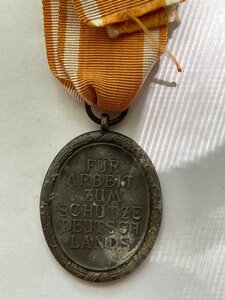 FÜR
ARBEIT
ZUM
SCHUTZE
DEUTSCH
LANDS